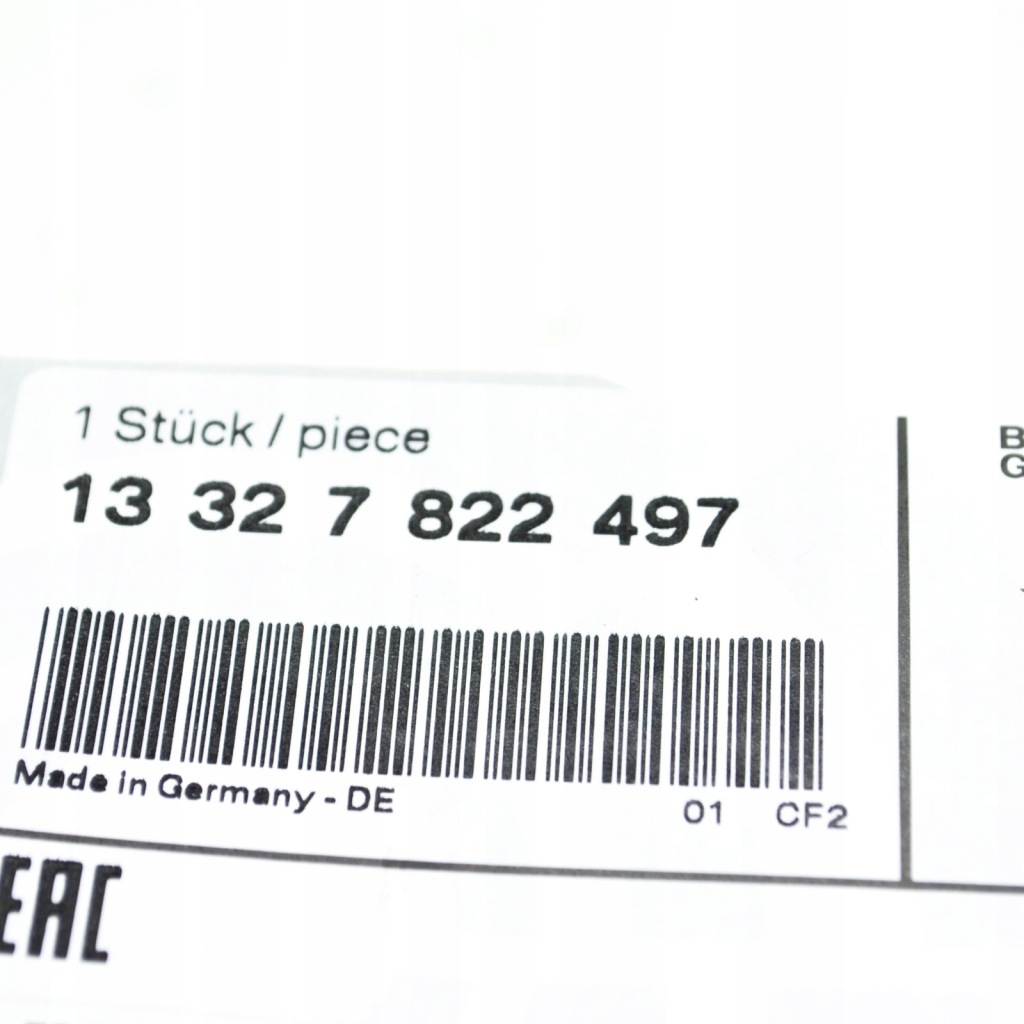 1 Stück / piece
13 32 7 822 497
Made in Germany - DE
01 CF2
EAC